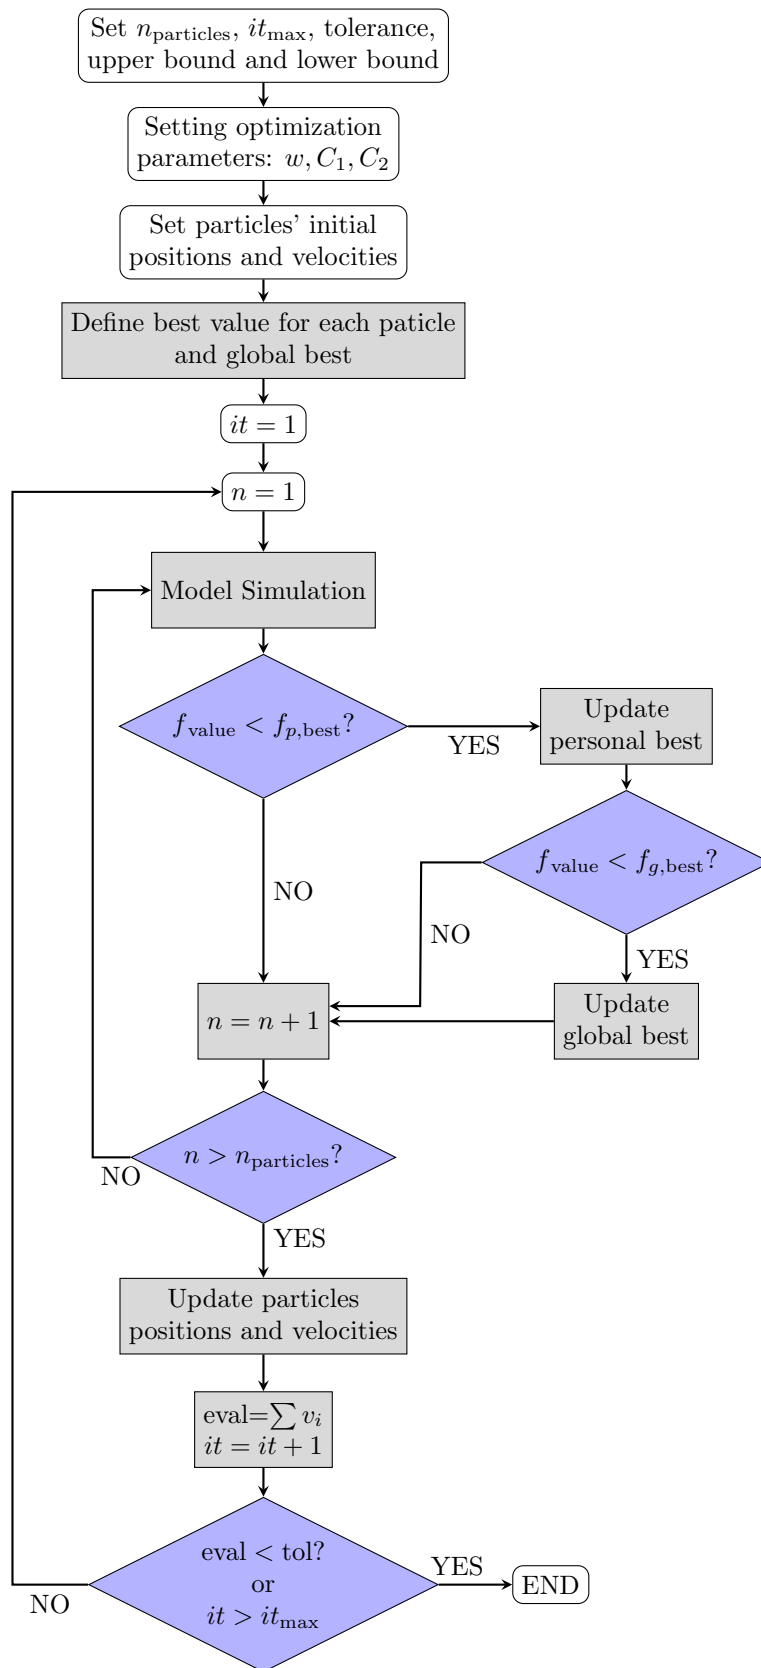 Set n_particles, it_max, tolerance,
upper bound and lower bound
Setting optimization
parameters: w, C_1, C_2
Set particles' initial
positions and velocities
Define best value for each paticle
and global best
it = 1
n = 1
Model Simulation
f_value < f_p,best?
YES
Update
personal best
f_value < f_g,best?
NO
NO
YES
n = n + 1
Update
global best
n > n_particles?
NO
YES
Update particles
positions and velocities
eval=∑ v_i
it = it + 1
eval < tol?
or
it > it_max
YES
END
NO